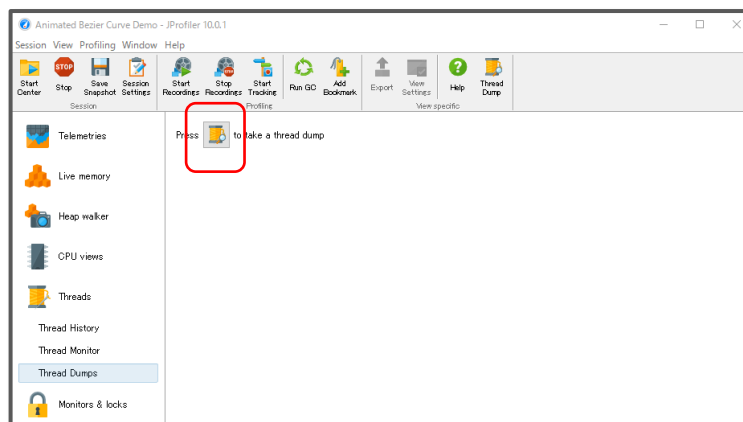 Animated Bezier Curve Demo - JProfiler 10.0.1
Session View Profiling Window Help
Start Center
Stop
Save Snapshot
Session Settings
Start Recordings
Stop Recordings
Start Tracking
Run GC
Add Bookmark
Export
View Settings
Help
Thread Dump
Session
Profiling
View specific
Telemetries
Press to take a thread dump
Live memory
Heap walker
CPU views
Threads
Thread History
Thread Monitor
Thread Dumps
Monitors & locks